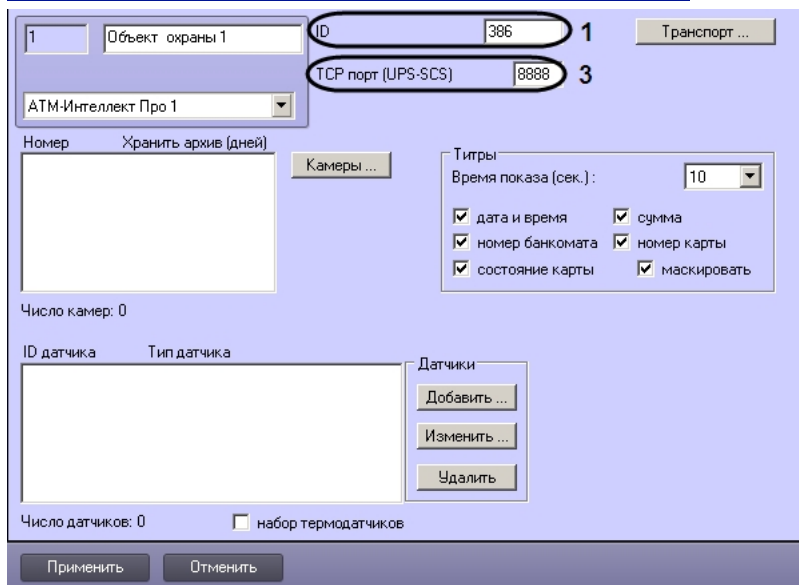 1 Объект охраны 1 ID 386 1 Транспорт ...
TCP порт (UPS-SCS) 8888 3
АТМ-Интеллект Про 1
Номер Хранить архив (дней)
Камеры ...
Титры
Время показа (сек.) : 10
дата и время сумма
номер банкомата номер карты
состояние карты маскировать
Число камер: 0
ID датчика Тип датчика
Датчики
Добавить ...
Изменить ...
Удалить
Число датчиков: 0 набор термодатчиков
Применить Отменить